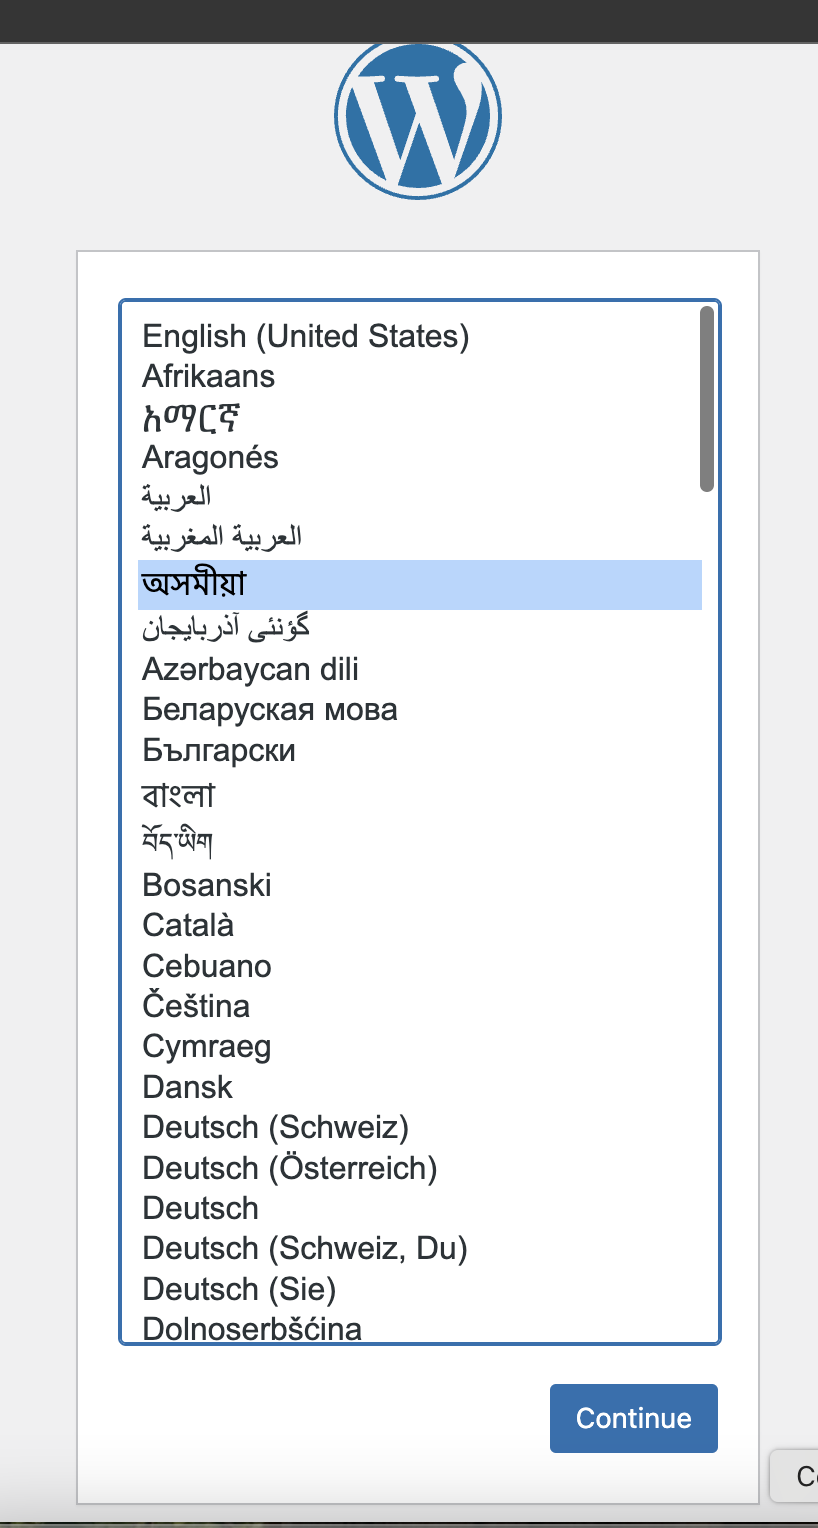 English (United States)
Afrikaans
አማርኛ
Aragonés
العربية
العربية المغربية
অসমীয়া
گؤنئی آذربایجان
Azərbaycan dili
Беларуская мова
Български
বাংলা
བོད་ཡིག
Bosanski
Català
Cebuano
Čeština
Cymraeg
Dansk
Deutsch (Schweiz)
Deutsch (Österreich)
Deutsch
Deutsch (Schweiz, Du)
Deutsch (Sie)
Dolnoserbšćina
Continue